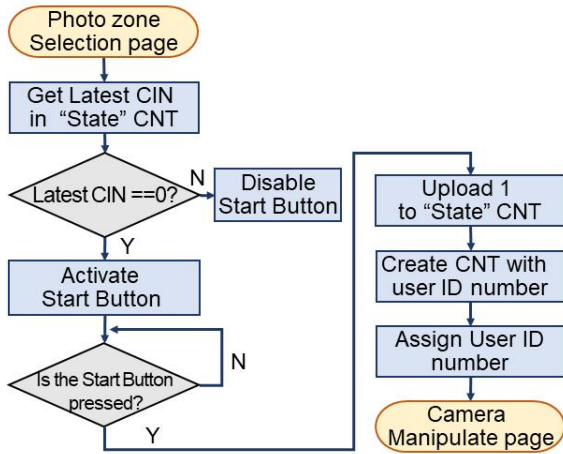 Photo zone
Selection page
Get Latest CIN
in "State" CNT
Latest CIN ==0?
N
Disable
Start Button
Y
Activate
Start Button
N
Is the Start Button
pressed?
Y
Upload 1
to "State" CNT
Create CNT with
user ID number
Assign User ID
number
Camera
Manipulate page